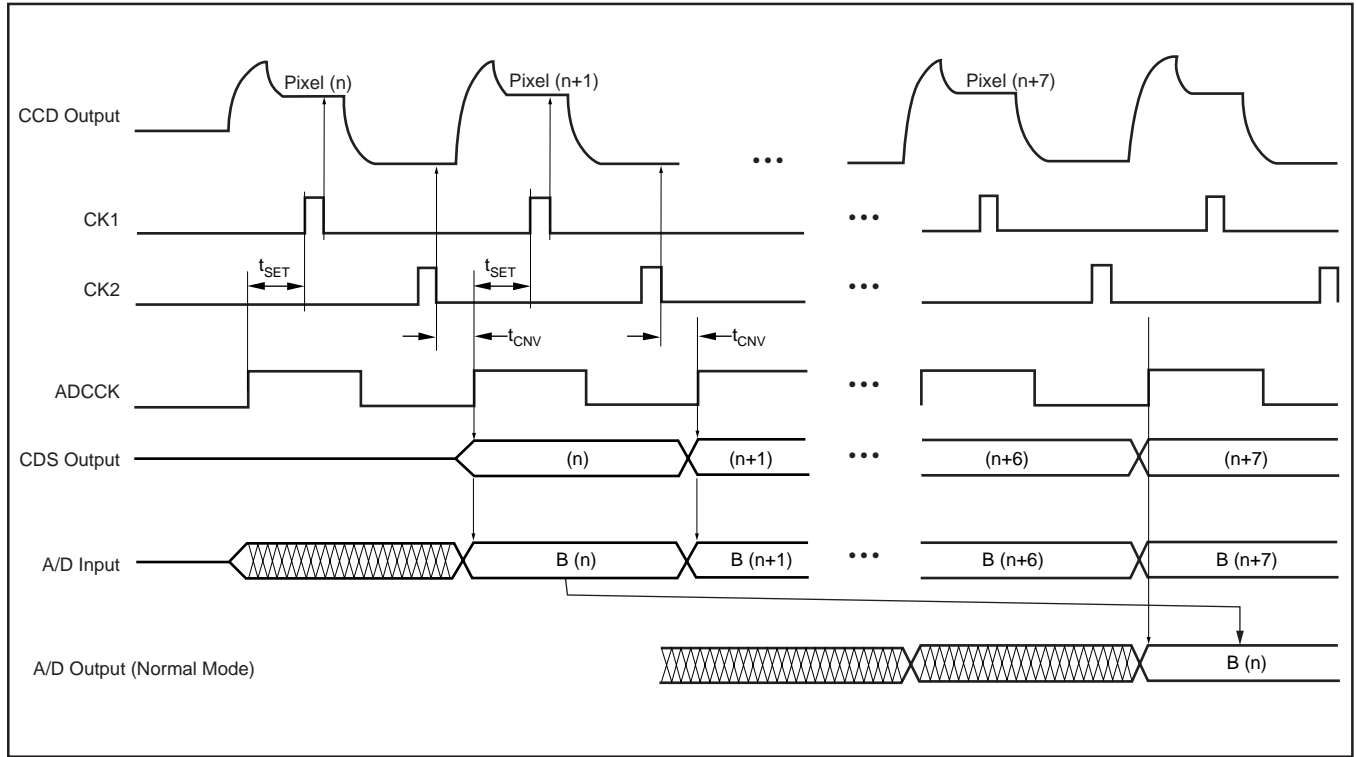 Pixel (n)
Pixel (n+1)
Pixel (n+7)
CCD Output
•••
CK1
•••
tSET
tSET
CK2
•••
tCNV
tCNV
ADCCK
•••
CDS Output
(n)
(n+1)
•••
(n+6)
(n+7)
A/D Input
B (n)
B (n+1)
•••
B (n+6)
B (n+7)
A/D Output (Normal Mode)
B (n)